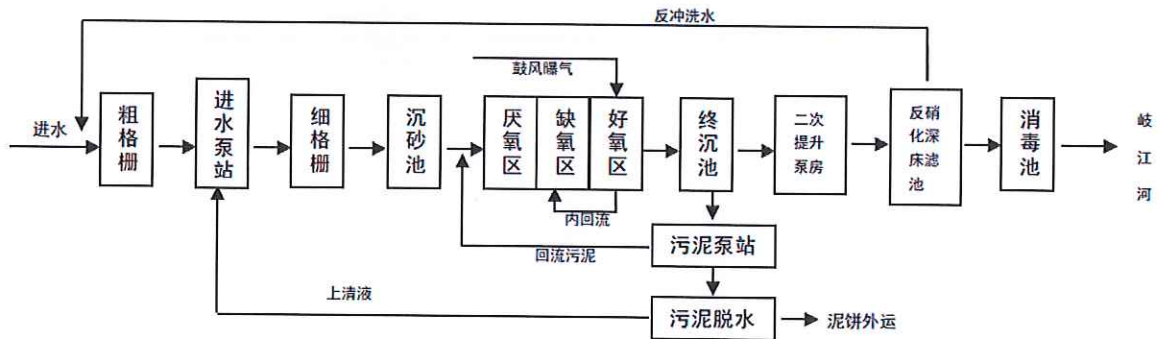 反冲洗水
鼓风曝气
进水
粗格栅
进水泵站
细格栅
沉砂池
厌氧区
缺氧区
好氧区
终沉池
二次
提升
泵房
反硝
化深
床滤
池
消毒池
岐江河
内回流
回流污泥
污泥泵站
上清液
污泥脱水
泥饼外运